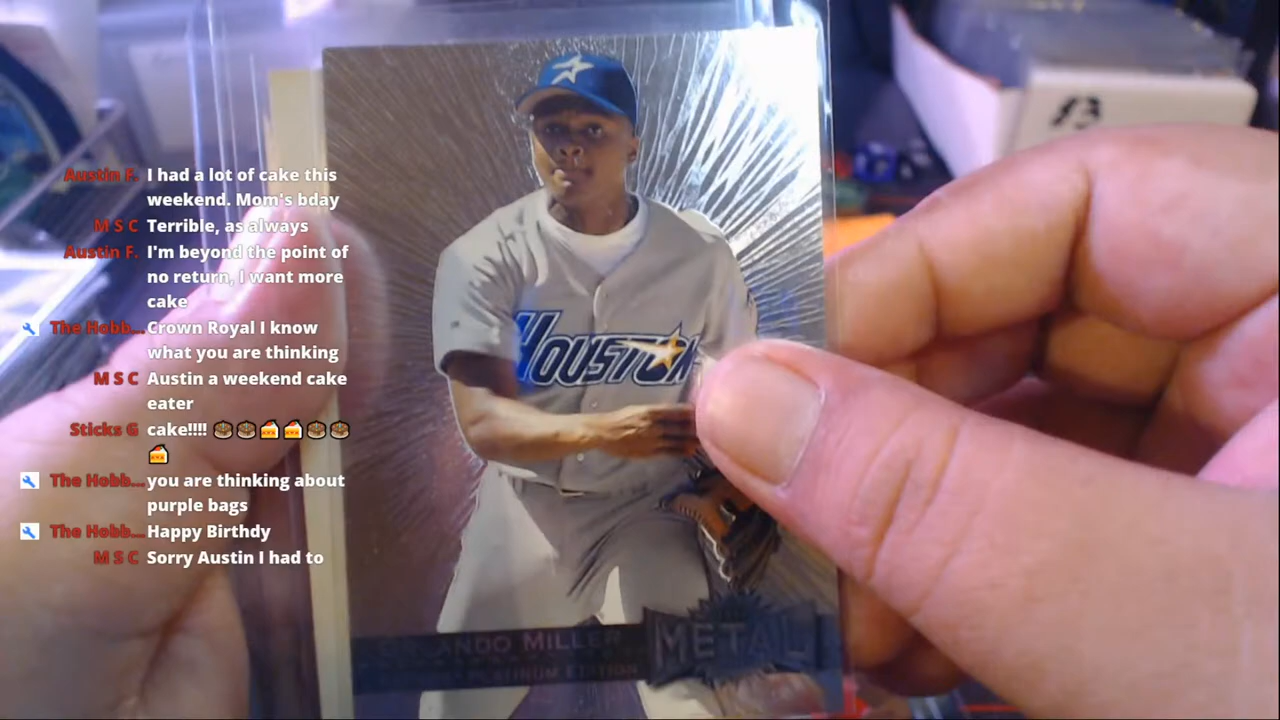 Austin F. I had a lot of cake this
weekend. Mom's bday
M S C Terrible, as always
Austin F. I'm beyond the point of
no return, I want more
cake
The Hobb... Crown Royal I know
what you are thinking
M S C Austin a weekend cake
eater
Sticks G cake!!!!
The Hobb... you are thinking about
purple bags
The Hobb... Happy Birthdy
M S C Sorry Austin I had to
HOUSTON
ORLANDO MILLER
METAL
PLATINUM EDITION